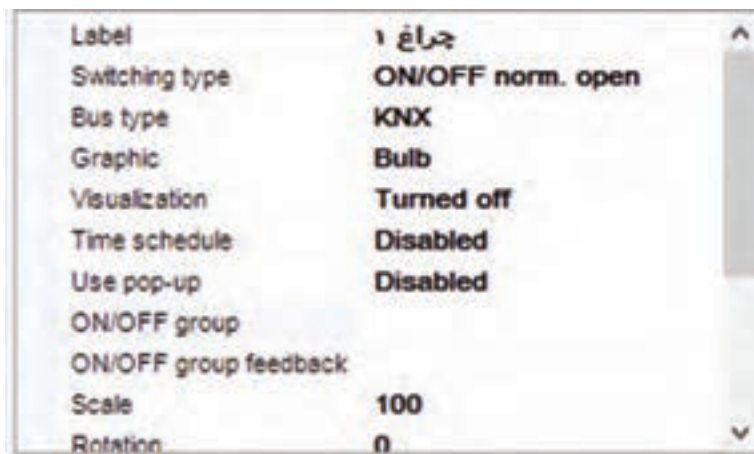 Label چراغ ۱
Switching type ON/OFF norm. open
Bus type KNX
Graphic Bulb
Visualization Turned off
Time schedule Disabled
Use pop-up Disabled
ON/OFF group
ON/OFF group feedback
Scale 100
Rotation 0